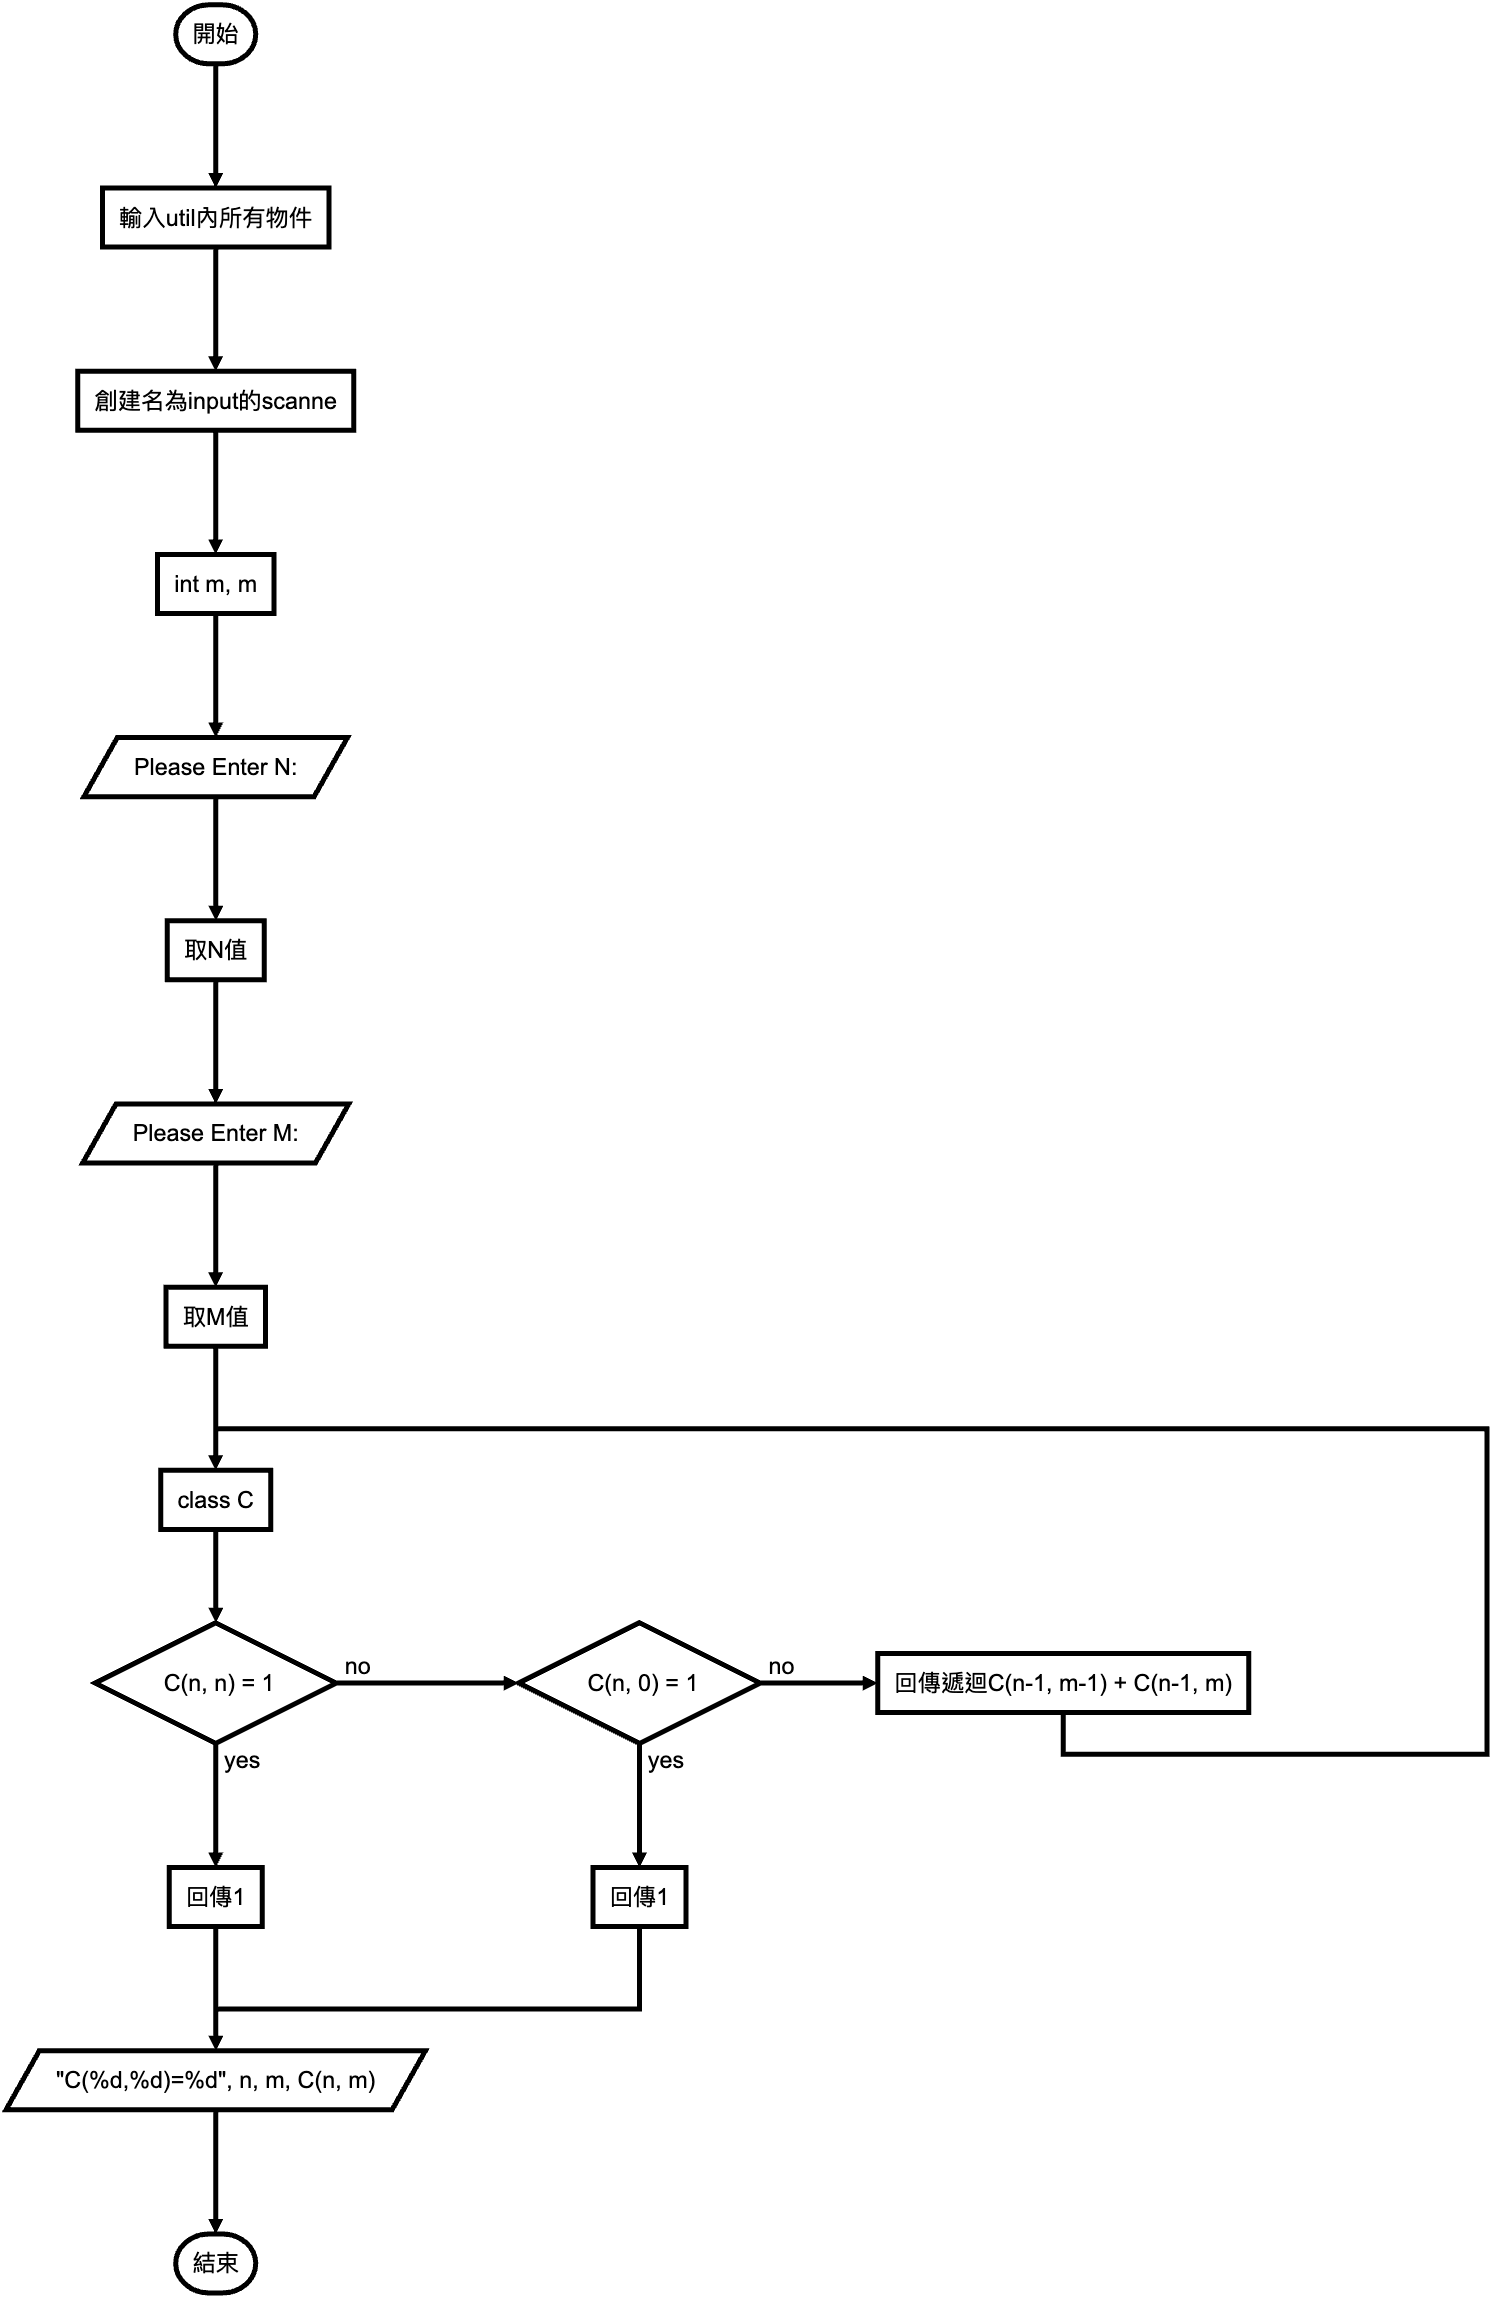 開始
輸入util內所有物件
創建名為input的scanne
int m, m
Please Enter N:
取N值
Please Enter M:
取M值
class C
C(n, n) = 1
no
C(n, 0) = 1
no
回傳遞迴C(n-1, m-1) + C(n-1, m)
yes
yes
回傳1
回傳1
"C(%d,%d)=%d", n, m, C(n, m)
結束